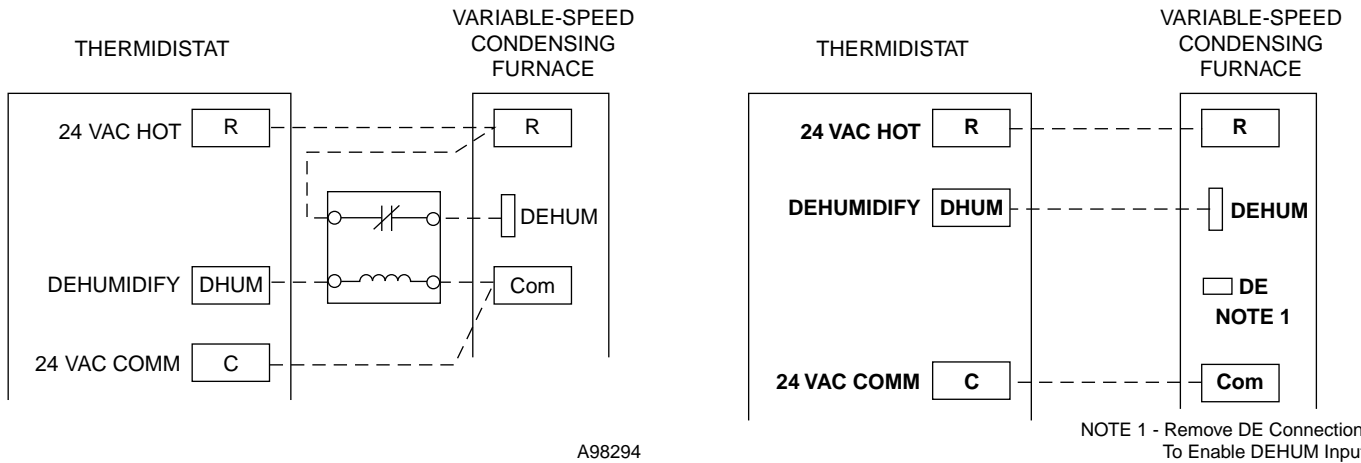 THERMIDISTAT
VARIABLE-SPEED
CONDENSING
FURNACE
24 VAC HOT
R
R
DEHUM
DEHUMIDIFY
DHUM
Com
24 VAC COMM
C
A98294
THERMIDISTAT
VARIABLE-SPEED
CONDENSING
FURNACE
24 VAC HOT
R
R
DEHUMIDIFY
DHUM
DEHUM
DE
NOTE 1
24 VAC COMM
C
Com
NOTE 1 - Remove DE Connection
To Enable DEHUM Input